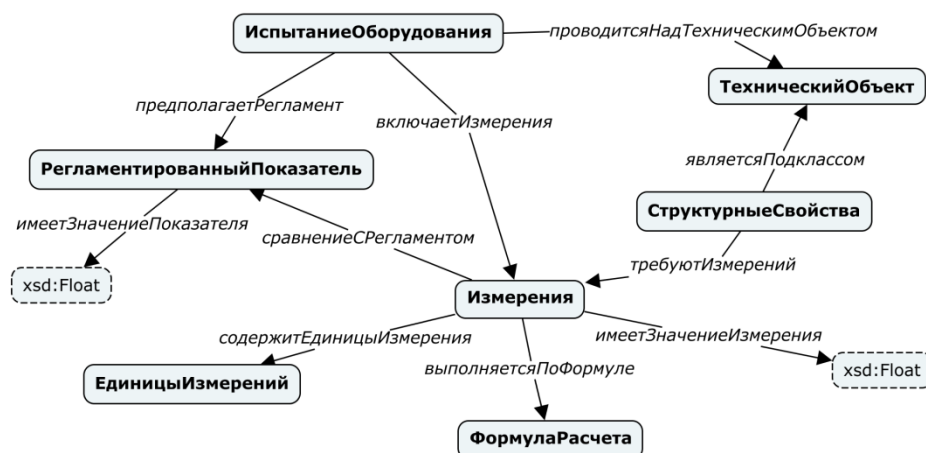 ИспытаниеОборудования
проводитсяНадТехническимОбъектом
ТехническийОбъект
предполагаетРегламент
включаетИзмерения
РегламентированныйПоказатель
являетсяПодклассом
СтруктурныеСвойства
имеетЗначениеПоказателя
сравнениеСРегламентом
требуютИзмерений
xsd:Float
Измерения
содержитЕдиницыИзмерения
имеетЗначениеИзмерения
выполняетсяПоФормуле
xsd:Float
ЕдиницыИзмерений
ФормулаРасчета